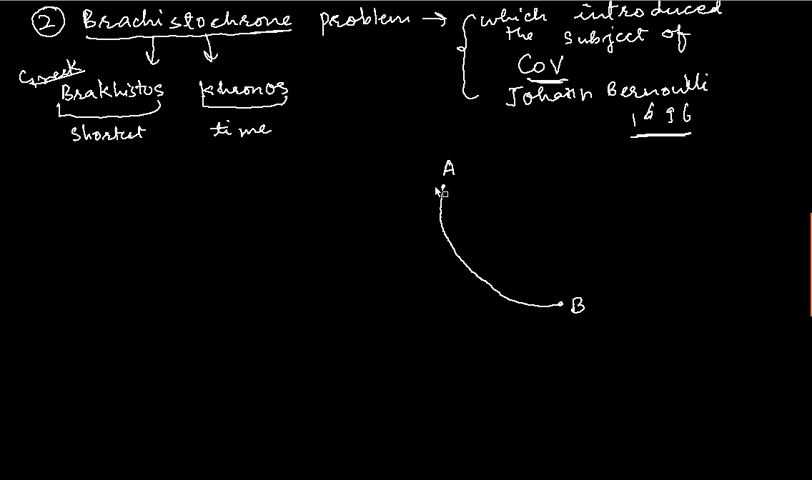 ② Brachistochrone problem → which introduced
the subject of
CoV
Greek
Brakhistos khronos
Johann Bernoulli
1696
shortest time
A
B